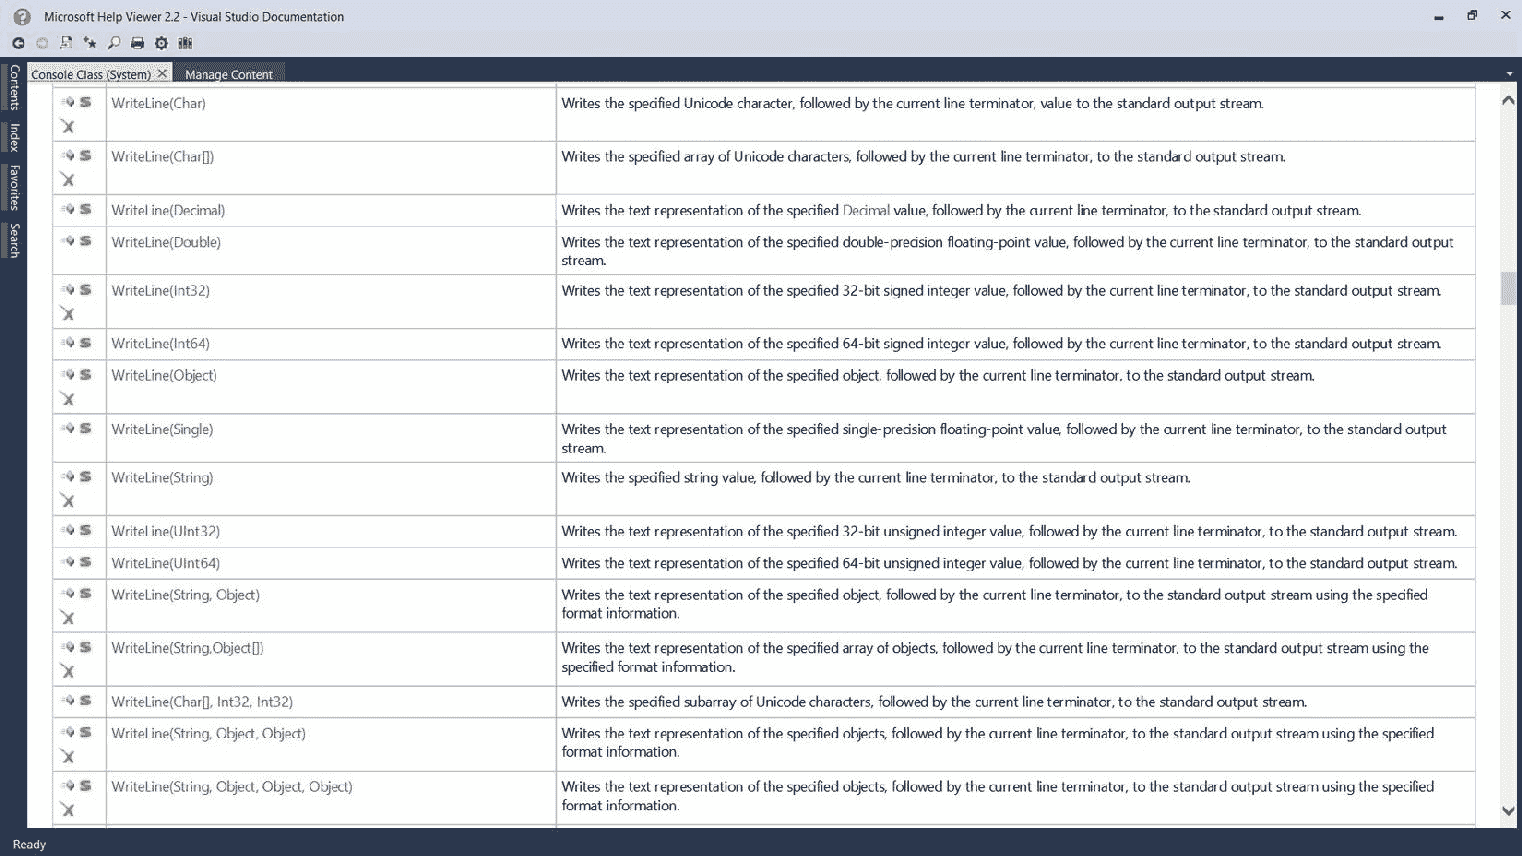 Microsoft Help Viewer 2.2 - Visual Studio Documentation
Console Class (System)
Manage Content
Contents
Index
Favorites
Search
WriteLine(Char)
Writes the specified Unicode character, followed by the current line terminator, value to the standard output stream.
WriteLine(Char[])
Writes the specified array of Unicode characters, followed by the current line terminator, to the standard output stream.
WriteLine(Decimal)
Writes the text representation of the specified Decimal value, followed by the current line terminator, to the standard output stream.
WriteLine(Double)
Writes the text representation of the specified double-precision floating-point value, followed by the current line terminator, to the standard output
stream.
WriteLine(Int32)
Writes the text representation of the specified 32-bit signed integer value, followed by the current line terminator, to the standard output stream.
WriteLine(Int64)
Writes the text representation of the specified 64-bit signed integer value, followed by the current line terminator, to the standard output stream.
WriteLine(Object)
Writes the text representation of the specified object, followed by the current line terminator, to the standard output stream.
WriteLine(Single)
Writes the text representation of the specified single-precision floating-point value, followed by the current line terminator, to the standard output
stream.
WriteLine(String)
Writes the specified string value, followed by the current line terminator, to the standard output stream.
WriteLine(UInt32)
Writes the text representation of the specified 32-bit unsigned integer value, followed by the current line terminator, to the standard output stream.
WriteLine(UInt64)
Writes the text representation of the specified 64-bit unsigned integer value, followed by the current line terminator, to the standard output stream.
WriteLine(String, Object)
Writes the text representation of the specified object, followed by the current line terminator, to the standard output stream using the specified
format information.
WriteLine(String,Object[])
Writes the text representation of the specified array of objects, followed by the current line terminator, to the standard output stream using the
specified format information.
WriteLine(Char[], Int32, Int32)
Writes the specified subarray of Unicode characters, followed by the current line terminator, to the standard output stream.
WriteLine(String, Object, Object)
Writes the text representation of the specified objects, followed by the current line terminator, to the standard output stream using the specified
format information.
WriteLine(String, Object, Object, Object)
Writes the text representation of the specified objects, followed by the current line terminator, to the standard output stream using the specified
format information.
Ready